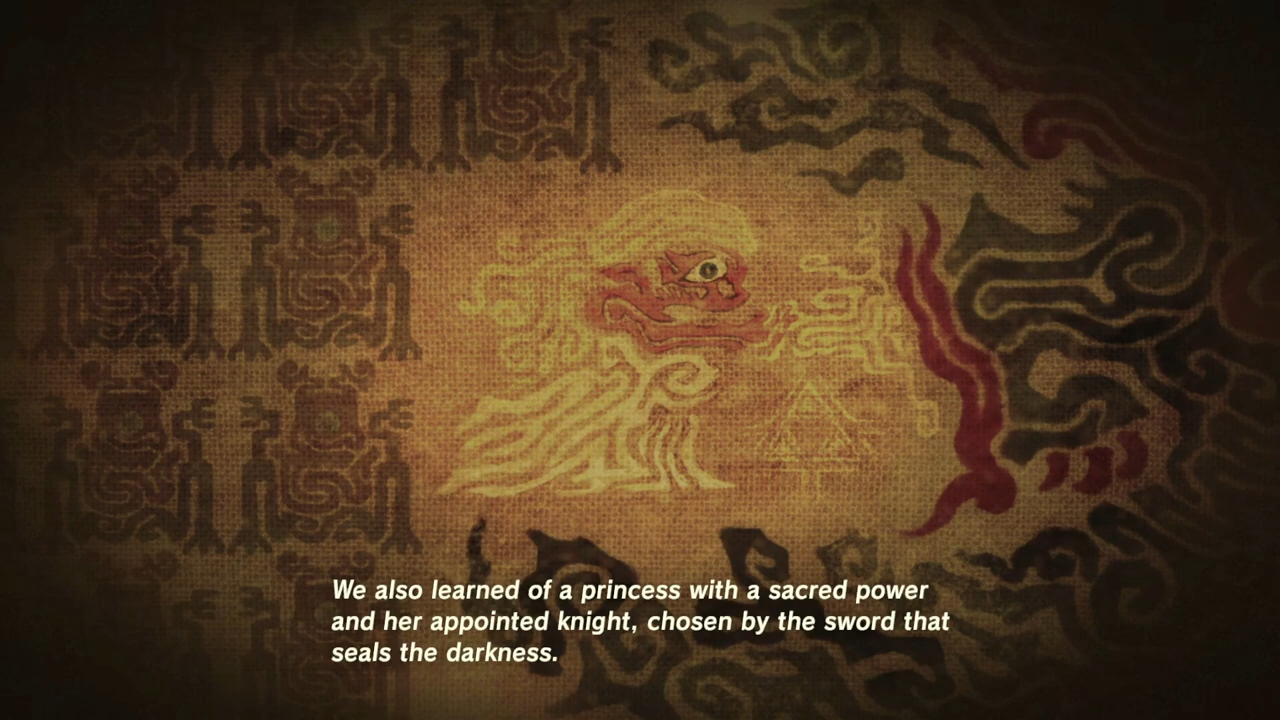 We also learned of a princess with a sacred power
and her appointed knight, chosen by the sword that
seals the darkness.